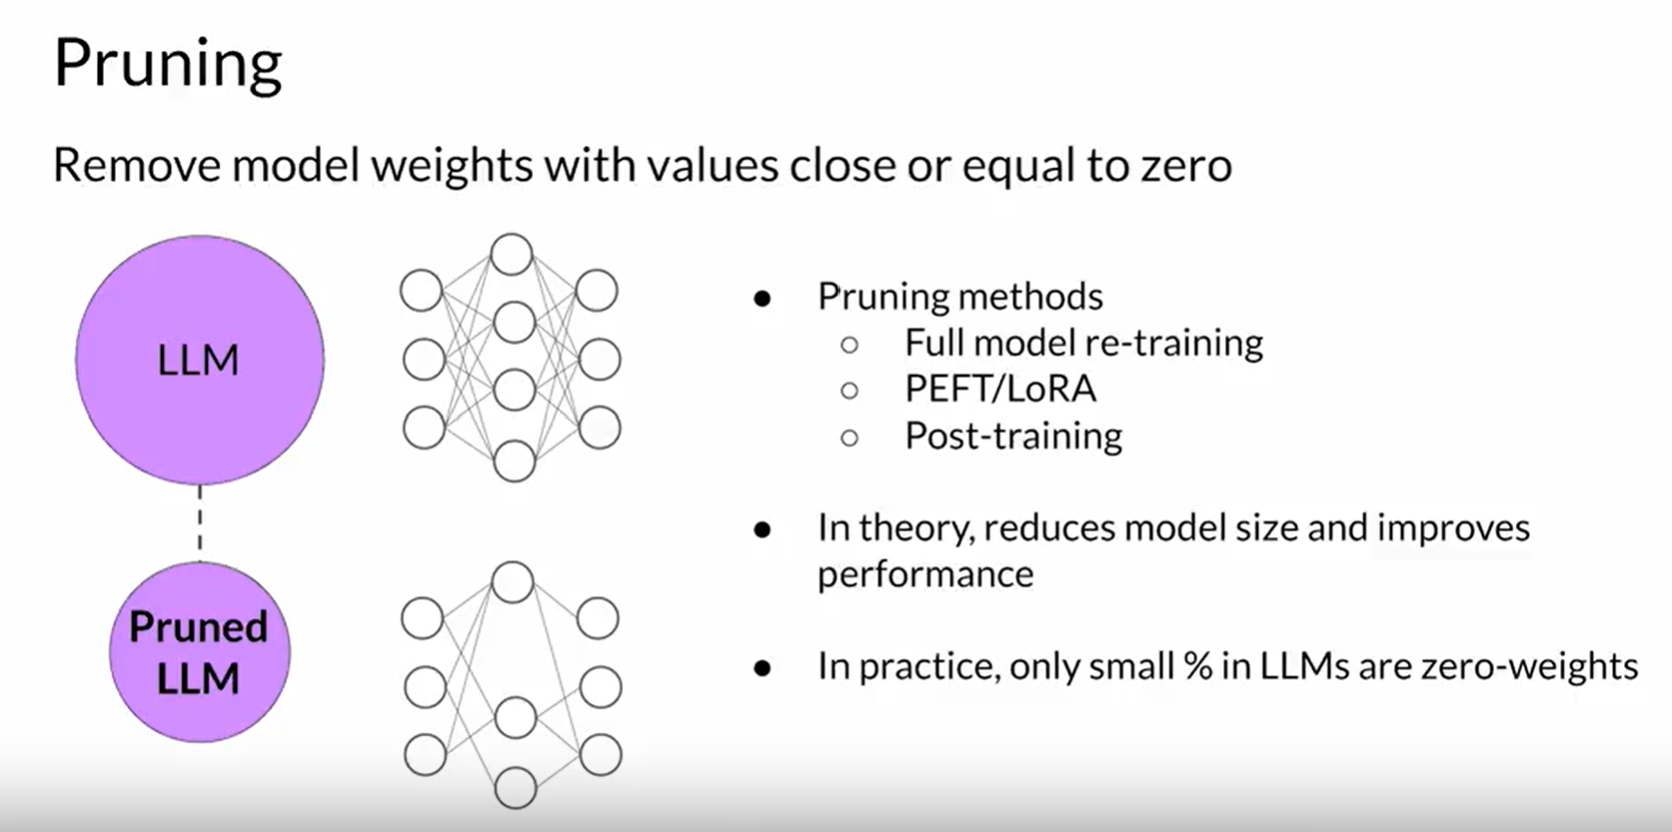 Pruning
Remove model weights with values close or equal to zero
LLM
Pruned
LLM
● Pruning methods
○ Full model re-training
○ PEFT/LoRA
○ Post-training
● In theory, reduces model size and improves
performance
● In practice, only small % in LLMs are zero-weights